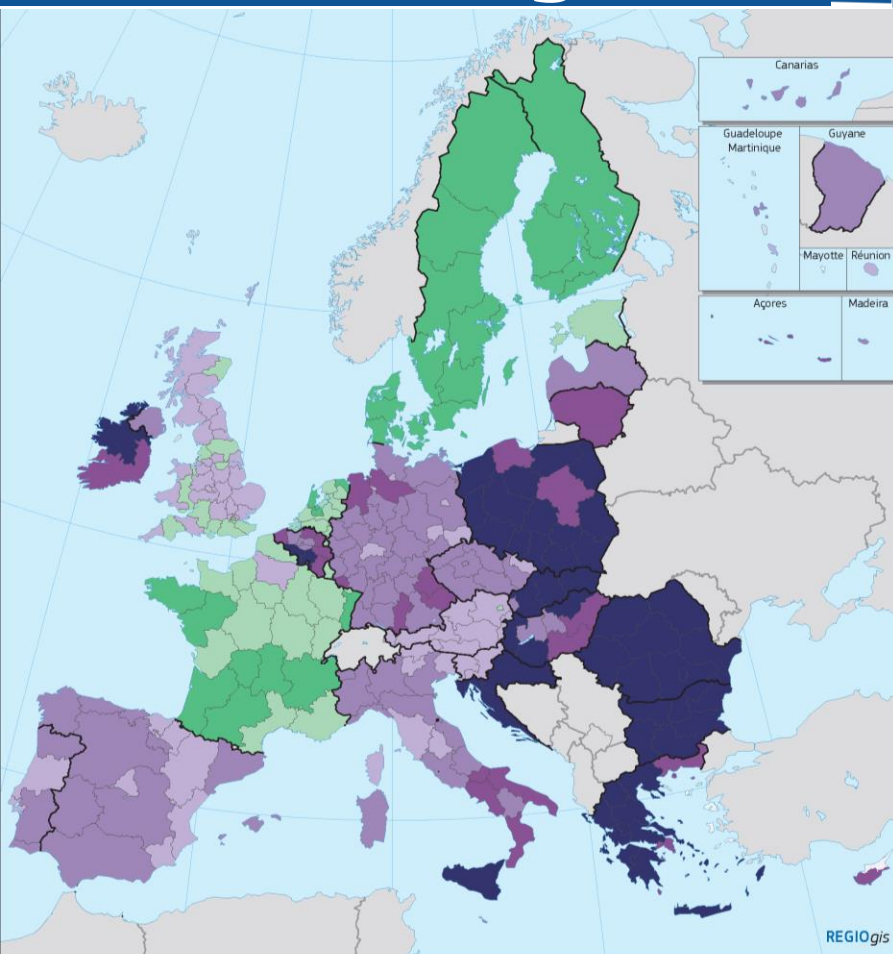 Canarias
Guadeloupe
Martinique
Guyane
Mayotte
Réunion
Açores
Madeira
REGIOgis